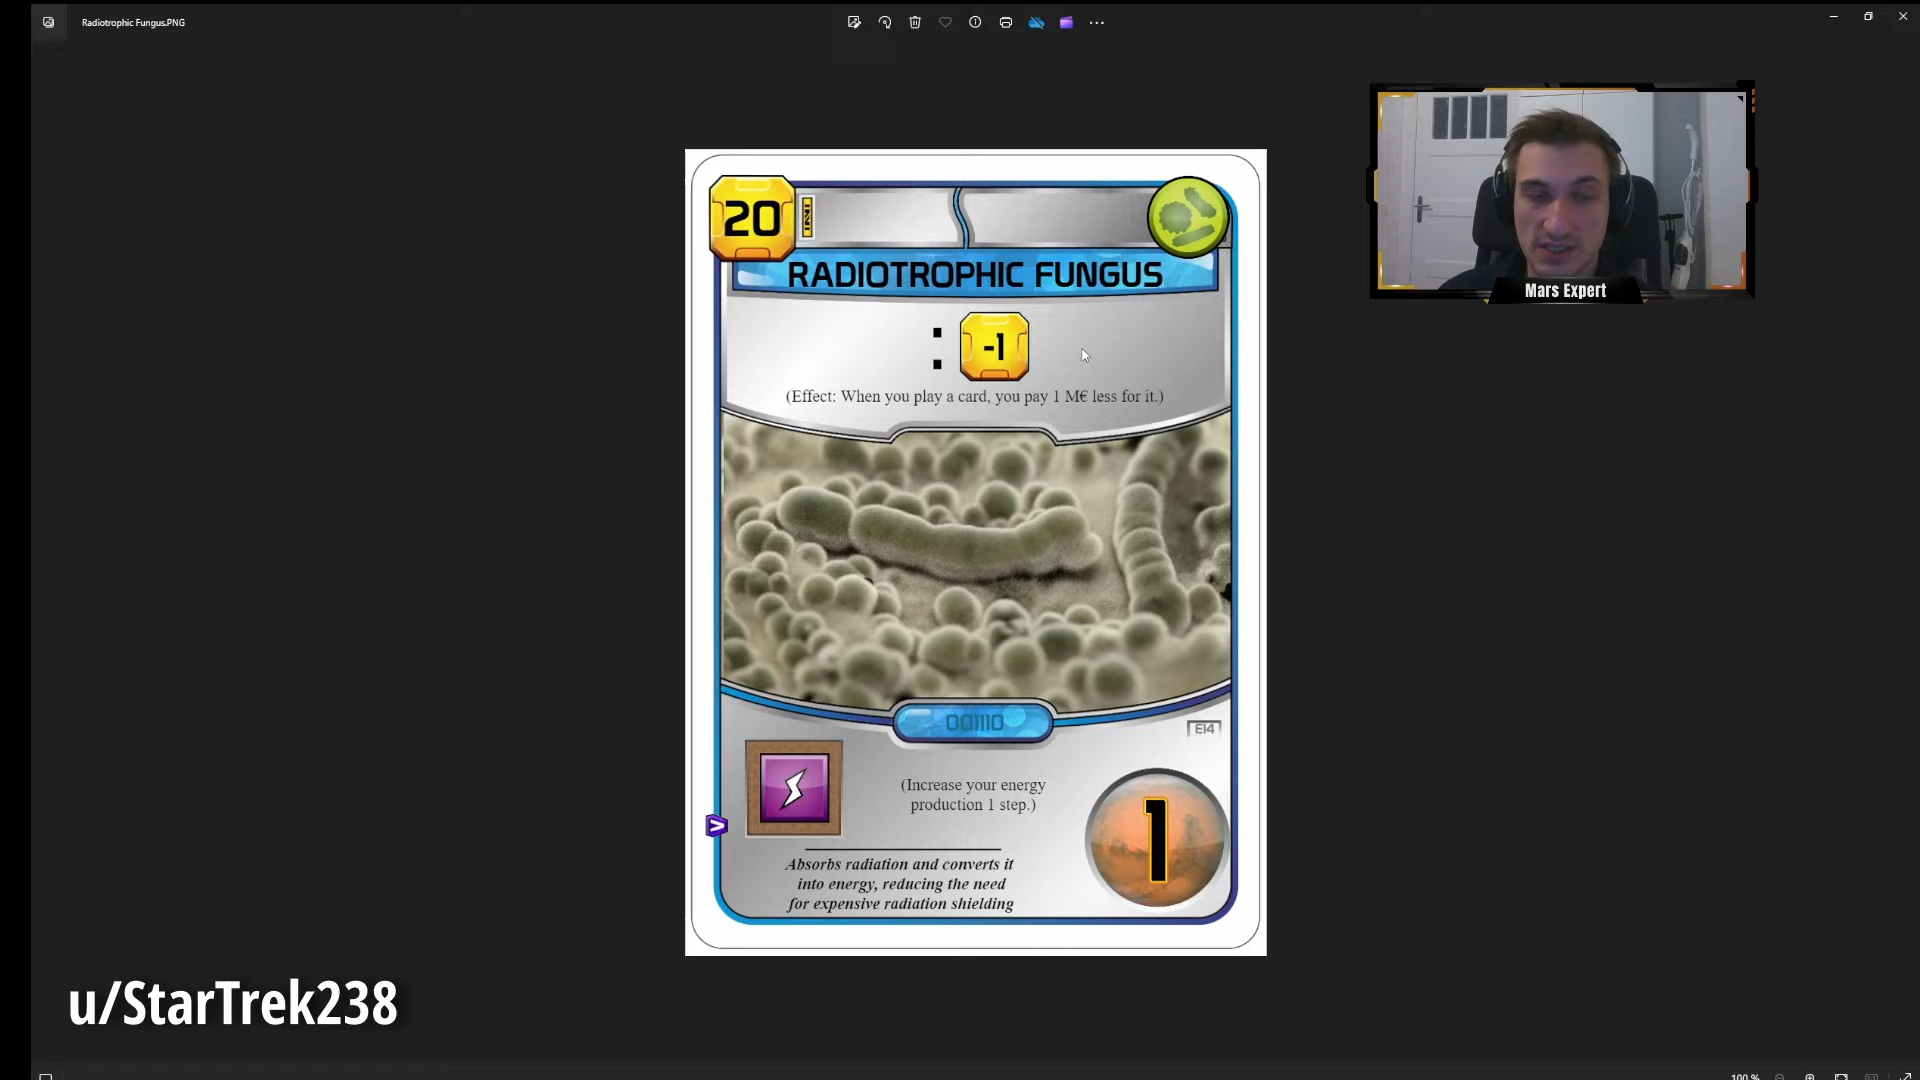 Radiotrophic Fungus.PNG
20
RADIOTROPHIC FUNGUS
: -1
(Effect: When you play a card, you pay 1 M€ less for it.)
Mars Expert
00110
E14
(Increase your energy
production 1 step.)
1
Absorbs radiation and converts it
into energy, reducing the need
for expensive radiation shielding
u/StarTrek238
100 %